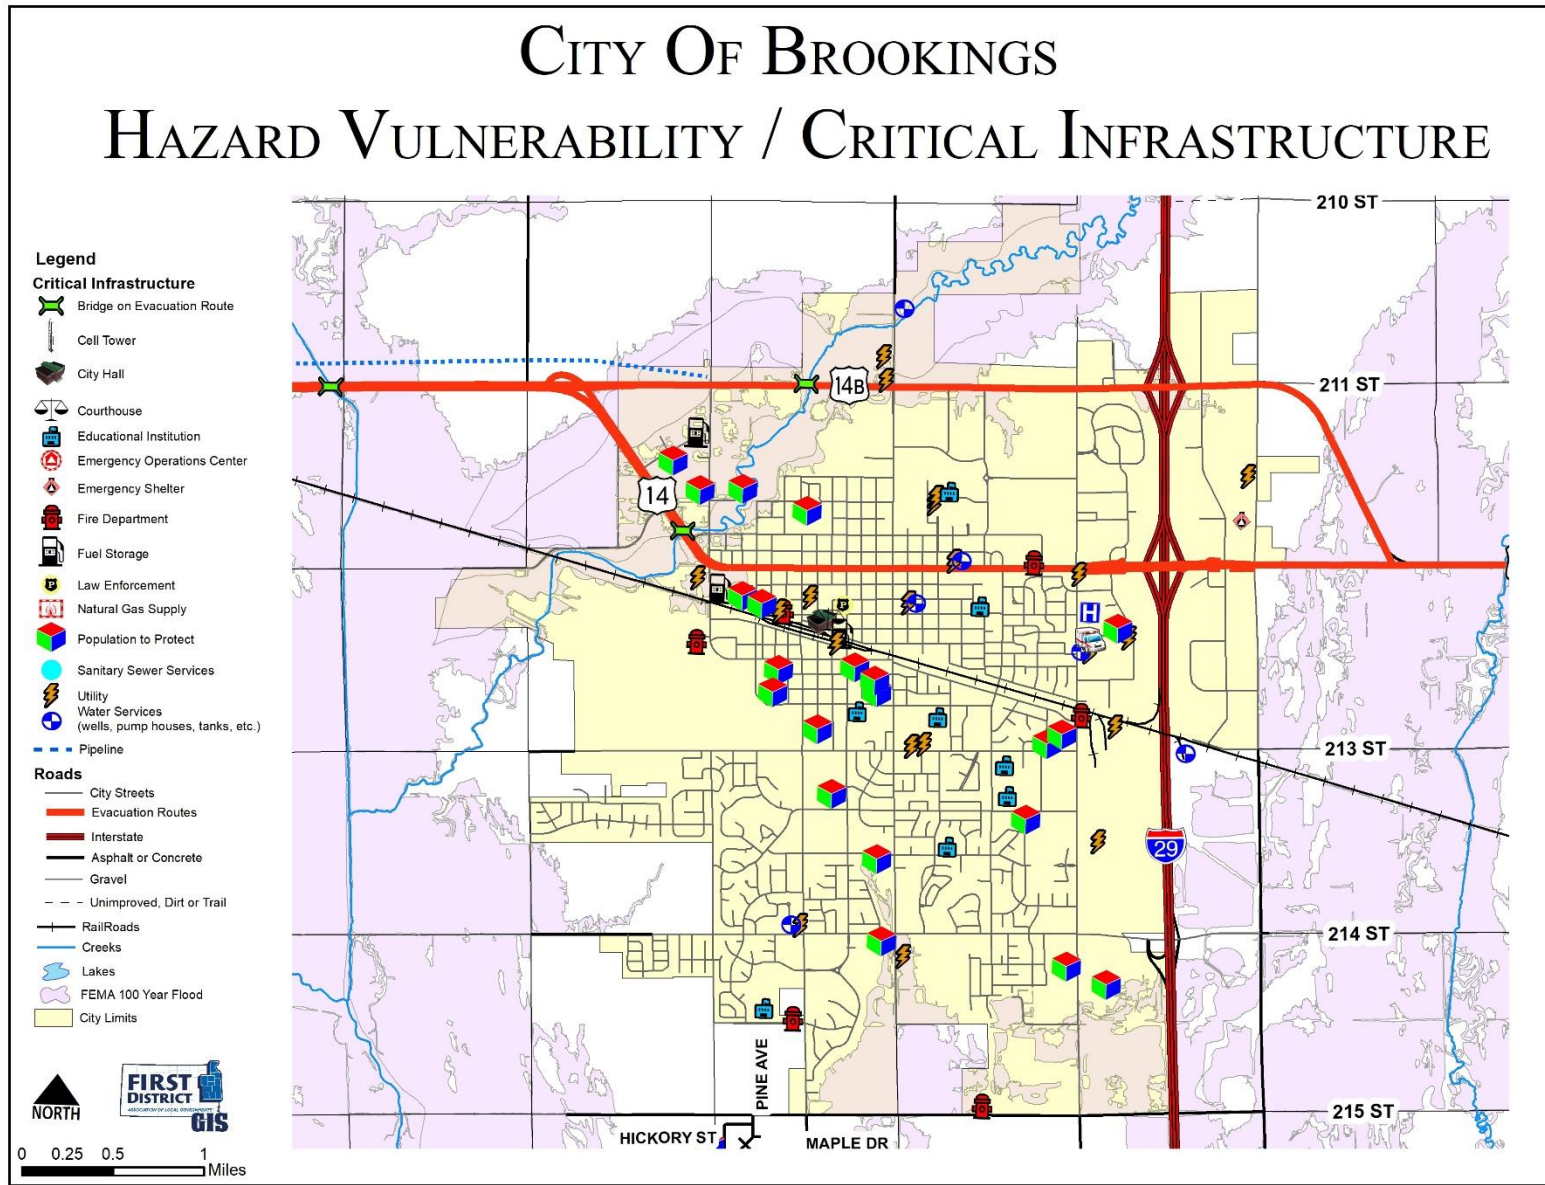 CITY OF BROOKINGS
HAZARD VULNERABILITY / CRITICAL INFRASTRUCTURE
Legend
Critical Infrastructure
Bridge on Evacuation Route
Cell Tower
City Hall
Courthouse
Educational Institution
Emergency Operations Center
Emergency Shelter
Fire Department
Fuel Storage
Law Enforcement
Natural Gas Supply
Population to Protect
Sanitary Sewer Services
Utility
Water Services
(wells, pump houses, tanks, etc.)
Pipeline
Roads
City Streets
Evacuation Routes
Interstate
Asphalt or Concrete
Gravel
Unimproved, Dirt or Trail
RailRoads
Creeks
Lakes
FEMA 100 Year Flood
City Limits
NORTH
FIRST
DISTRICT
ASSOCIATION OF LOCAL GOVERNMENTS
GIS
0 0.25 0.5 1
Miles
210 ST
14B
211 ST
14
H
213 ST
29
214 ST
PINE AVE
215 ST
HICKORY ST
MAPLE DR